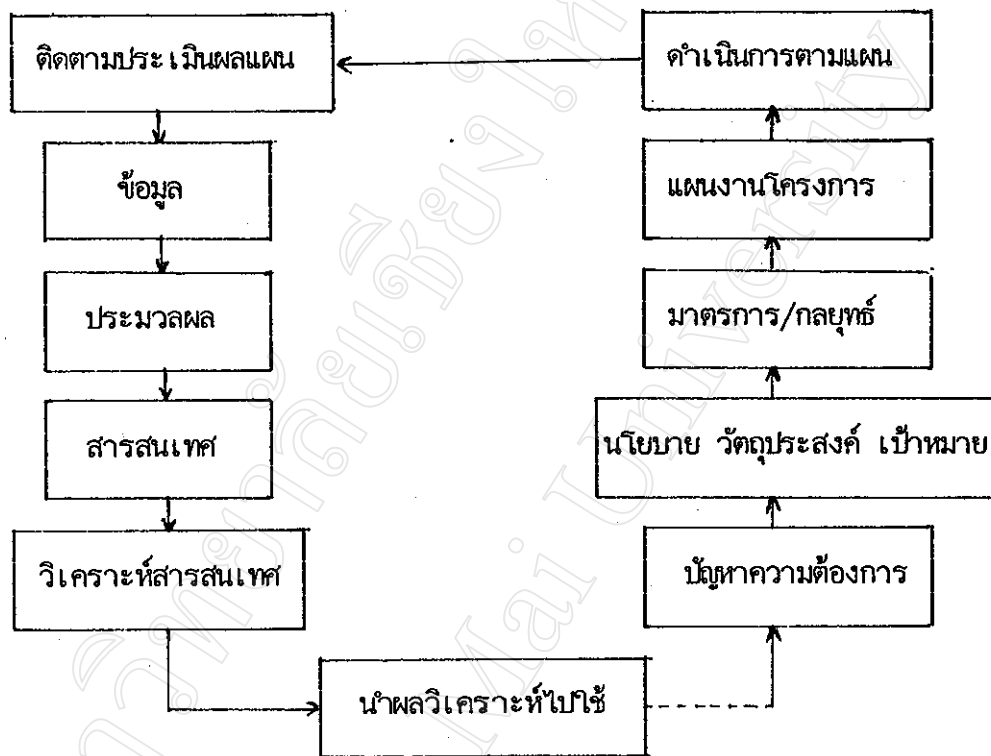 ติดตามประเมินผลแผน
ดำเนินการตามแผน
ข้อมูล
แผนงานโครงการ
ประมวลผล
มาตรการ/กลยุทธ์
สารสนเทศ
นโยบาย วัตถุประสงค์ เป้าหมาย
วิเคราะห์สารสนเทศ
ปัญหาความต้องการ
นำผลวิเคราะห์ไปใช้
Mai University